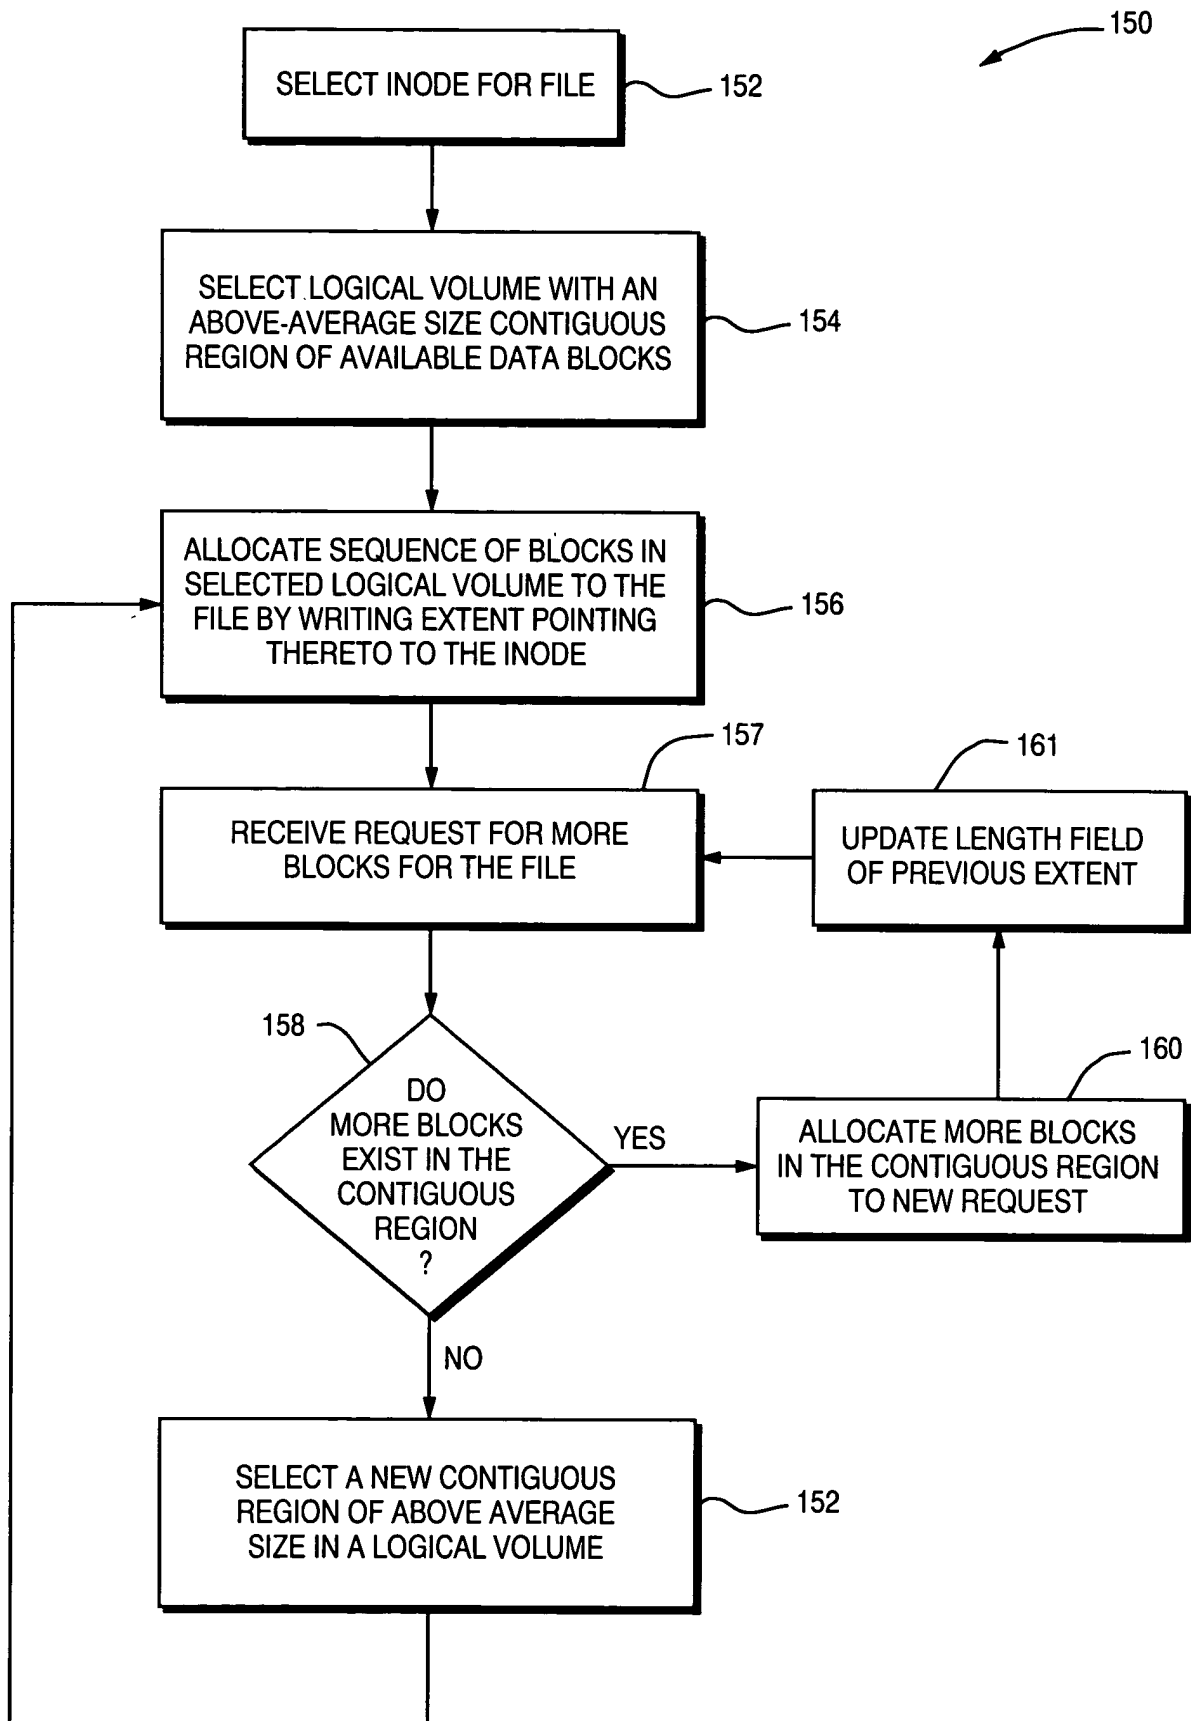 150
SELECT INODE FOR FILE
152
SELECT LOGICAL VOLUME WITH AN
ABOVE-AVERAGE SIZE CONTIGUOUS
REGION OF AVAILABLE DATA BLOCKS
154
ALLOCATE SEQUENCE OF BLOCKS IN
SELECTED LOGICAL VOLUME TO THE
FILE BY WRITING EXTENT POINTING
THERETO TO THE INODE
156
157
RECEIVE REQUEST FOR MORE
BLOCKS FOR THE FILE
161
UPDATE LENGTH FIELD
OF PREVIOUS EXTENT
158
DO
MORE BLOCKS
EXIST IN THE
CONTIGUOUS
REGION
?
YES
160
ALLOCATE MORE BLOCKS
IN THE CONTIGUOUS REGION
TO NEW REQUEST
NO
SELECT A NEW CONTIGUOUS
REGION OF ABOVE AVERAGE
SIZE IN A LOGICAL VOLUME
152